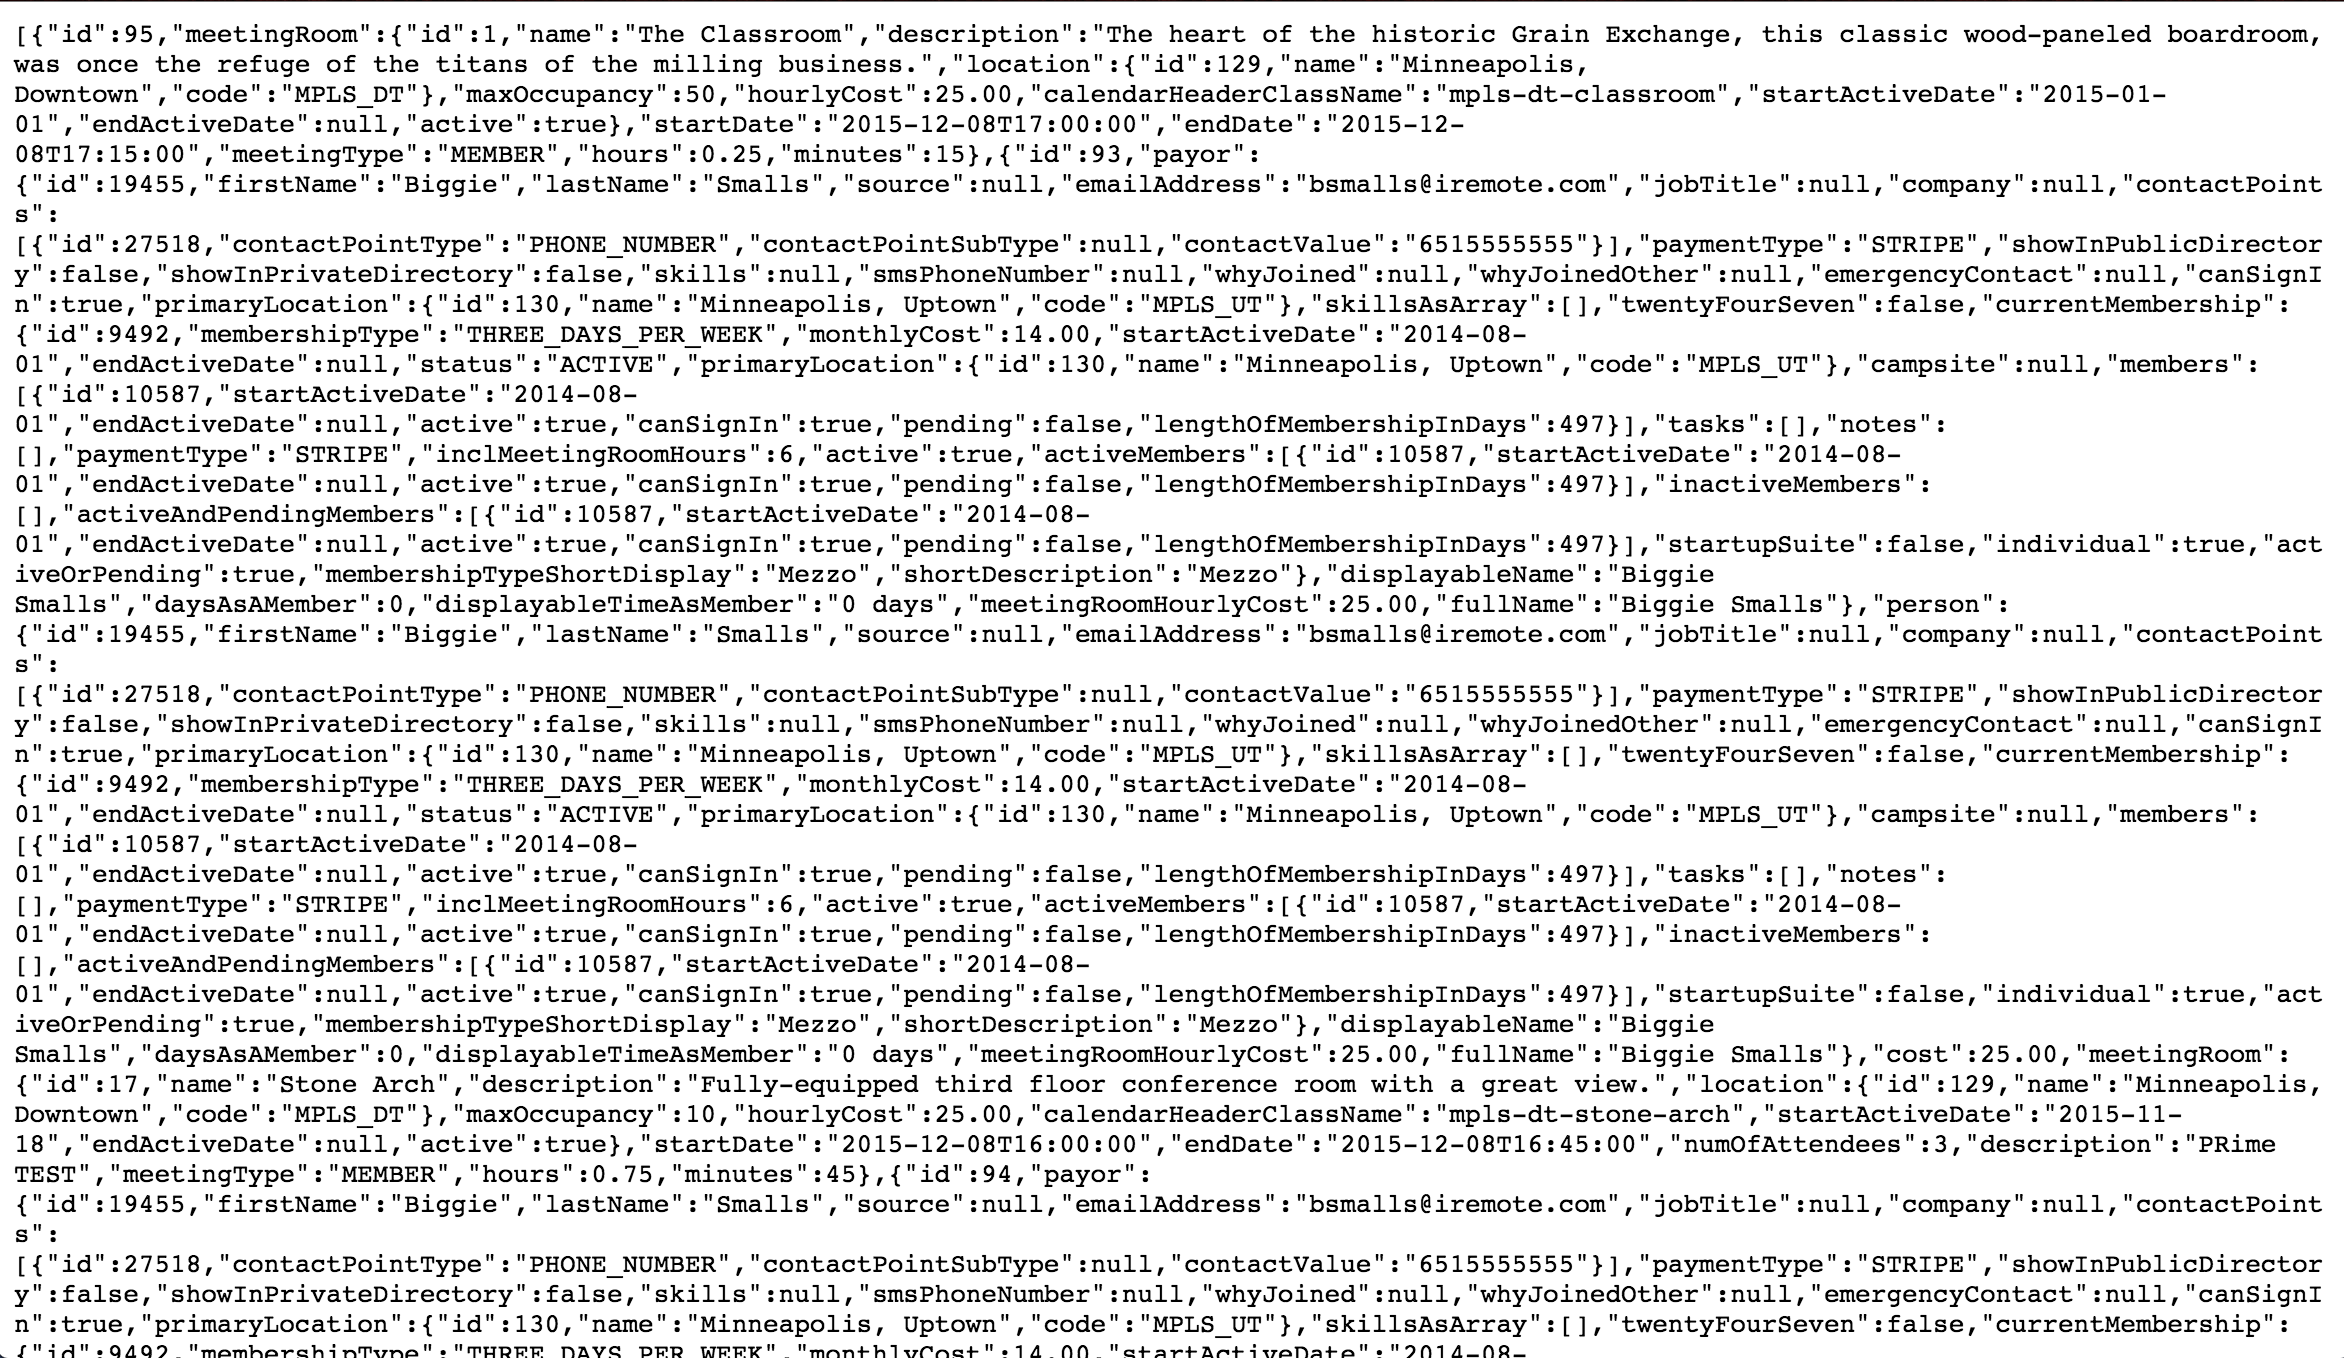 [{"id":95,"meetingRoom":{"id":1,"name":"The Classroom","description":"The heart of the historic Grain Exchange, this classic wood-paneled boardroom,
was once the refuge of the titans of the milling business.","location":{"id":129,"name":"Minneapolis,
Downtown","code":"MPLS_DT"},"maxOccupancy":50,"hourlyCost":25.00,"calendarHeaderClassName":"mpls-dt-classroom","startActiveDate":"2015-01-
01","endActiveDate":null,"active":true},"startDate":"2015-12-08T17:00:00","endDate":"2015-12-
08T17:15:00","meetingType":"MEMBER","hours":0.25,"minutes":15},{"id":93,"payor":
{"id":19455,"firstName":"Biggie","lastName":"Smalls","source":null,"emailAddress":"bsmalls@iremote.com","jobTitle":null,"company":null,"contactPoint
s":
[{"id":27518,"contactPointType":"PHONE_NUMBER","contactPointSubType":null,"contactValue":"6515555555"}],"paymentType":"STRIPE","showInPublicDirector
y":false,"showInPrivateDirectory":false,"skills":null,"smsPhoneNumber":null,"whyJoined":null,"whyJoinedOther":null,"emergencyContact":null,"canSignI
n":true,"primaryLocation":{"id":130,"name":"Minneapolis, Uptown","code":"MPLS_UT"},"skillsAsArray":[],"twentyFourSeven":false,"currentMembership":
{"id":9492,"membershipType":"THREE_DAYS_PER_WEEK","monthlyCost":14.00,"startActiveDate":"2014-08-
01","endActiveDate":null,"status":"ACTIVE","primaryLocation":{"id":130,"name":"Minneapolis, Uptown","code":"MPLS_UT"},"campsite":null,"members":
[{"id":10587,"startActiveDate":"2014-08-
01","endActiveDate":null,"active":true,"canSignIn":true,"pending":false,"lengthOfMembershipInDays":497}],"tasks":[],"notes":
[],"paymentType":"STRIPE","inclMeetingRoomHours":6,"active":true,"activeMembers":[{"id":10587,"startActiveDate":"2014-08-
01","endActiveDate":null,"active":true,"canSignIn":true,"pending":false,"lengthOfMembershipInDays":497}],"inactiveMembers":
[],"activeAndPendingMembers":[{"id":10587,"startActiveDate":"2014-08-
01","endActiveDate":null,"active":true,"canSignIn":true,"pending":false,"lengthOfMembershipInDays":497}],"startupSuite":false,"individual":true,"act
iveOrPending":true,"membershipTypeShortDisplay":"Mezzo","shortDescription":"Mezzo"},"displayableName":"Biggie
Smalls","daysAsAMember":0,"displayableTimeAsMember":"0 days","meetingRoomHourlyCost":25.00,"fullName":"Biggie Smalls"},"person":
{"id":19455,"firstName":"Biggie","lastName":"Smalls","source":null,"emailAddress":"bsmalls@iremote.com","jobTitle":null,"company":null,"contactPoint
s":
[{"id":27518,"contactPointType":"PHONE_NUMBER","contactPointSubType":null,"contactValue":"6515555555"}],"paymentType":"STRIPE","showInPublicDirector
y":false,"showInPrivateDirectory":false,"skills":null,"smsPhoneNumber":null,"whyJoined":null,"whyJoinedOther":null,"emergencyContact":null,"canSignI
n":true,"primaryLocation":{"id":130,"name":"Minneapolis, Uptown","code":"MPLS_UT"},"skillsAsArray":[],"twentyFourSeven":false,"currentMembership":
{"id":9492,"membershipType":"THREE_DAYS_PER_WEEK","monthlyCost":14.00,"startActiveDate":"2014-08-
01","endActiveDate":null,"status":"ACTIVE","primaryLocation":{"id":130,"name":"Minneapolis, Uptown","code":"MPLS_UT"},"campsite":null,"members":
[{"id":10587,"startActiveDate":"2014-08-
01","endActiveDate":null,"active":true,"canSignIn":true,"pending":false,"lengthOfMembershipInDays":497}],"tasks":[],"notes":
[],"paymentType":"STRIPE","inclMeetingRoomHours":6,"active":true,"activeMembers":[{"id":10587,"startActiveDate":"2014-08-
01","endActiveDate":null,"active":true,"canSignIn":true,"pending":false,"lengthOfMembershipInDays":497}],"inactiveMembers":
[],"activeAndPendingMembers":[{"id":10587,"startActiveDate":"2014-08-
01","endActiveDate":null,"active":true,"canSignIn":true,"pending":false,"lengthOfMembershipInDays":497}],"startupSuite":false,"individual":true,"act
iveOrPending":true,"membershipTypeShortDisplay":"Mezzo","shortDescription":"Mezzo"},"displayableName":"Biggie
Smalls","daysAsAMember":0,"displayableTimeAsMember":"0 days","meetingRoomHourlyCost":25.00,"fullName":"Biggie Smalls"},"cost":25.00,"meetingRoom":
{"id":17,"name":"Stone Arch","description":"Fully-equipped third floor conference room with a great view.","location":{"id":129,"name":"Minneapolis,
Downtown","code":"MPLS_DT"},"maxOccupancy":10,"hourlyCost":25.00,"calendarHeaderClassName":"mpls-dt-stone-arch","startActiveDate":"2015-11-
18","endActiveDate":null,"active":true},"startDate":"2015-12-08T16:00:00","endDate":"2015-12-08T16:45:00","numOfAttendees":3,"description":"PRime
TEST","meetingType":"MEMBER","hours":0.75,"minutes":45},{"id":94,"payor":
{"id":19455,"firstName":"Biggie","lastName":"Smalls","source":null,"emailAddress":"bsmalls@iremote.com","jobTitle":null,"company":null,"contactPoint
s":
[{"id":27518,"contactPointType":"PHONE_NUMBER","contactPointSubType":null,"contactValue":"6515555555"}],"paymentType":"STRIPE","showInPublicDirector
y":false,"showInPrivateDirectory":false,"skills":null,"smsPhoneNumber":null,"whyJoined":null,"whyJoinedOther":null,"emergencyContact":null,"canSignI
n":true,"primaryLocation":{"id":130,"name":"Minneapolis, Uptown","code":"MPLS_UT"},"skillsAsArray":[],"twentyFourSeven":false,"currentMembership":
{"id":9492,"membershipType":"THREE_DAYS_PER_WEEK","monthlyCost":14.00,"startActiveDate":"2014-08-